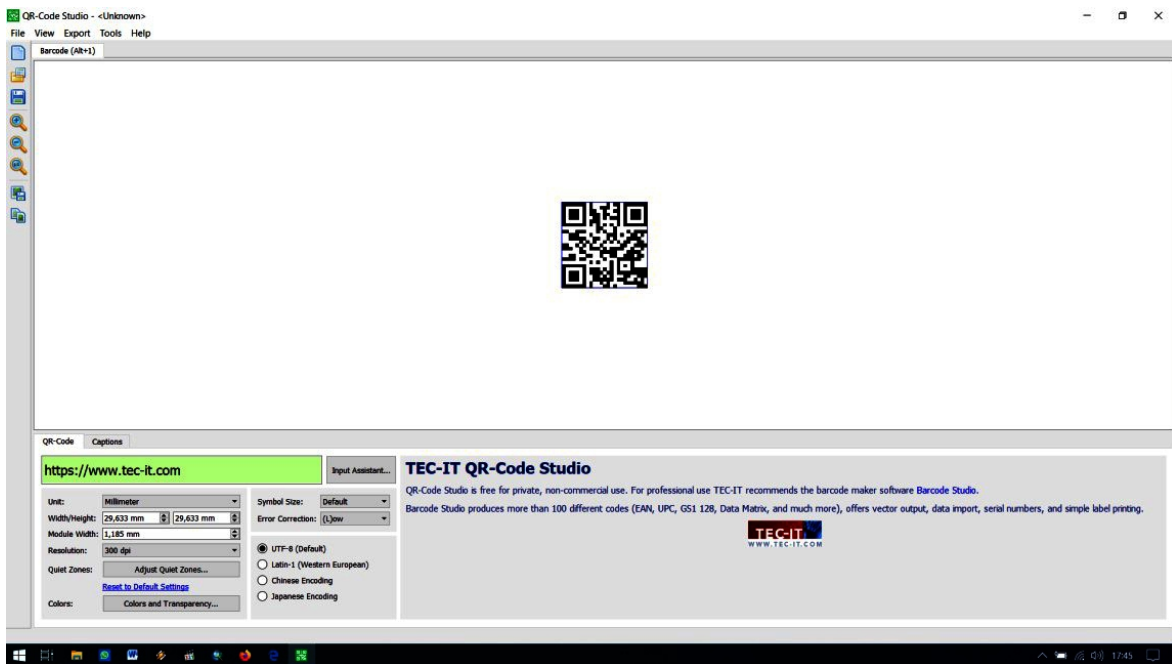 QR-Code Studio - <Unknown>
File View Export Tools Help
Barcode (Alt+1)
QR-Code Captions
https://www.tec-it.com
Input Assistant...
Unit: Millimeter
Width/Height: 29,633 mm 29,633 mm
Module Width: 1,185 mm
Resolution: 300 dpi
Quiet Zones: Adjust Quiet Zones...
Reset to Default Settings
Colors: Colors and Transparency...
Symbol Size: Default
Error Correction: (L)ow
UTF-8 (Default)
Latin-1 (Western European)
Chinese Encoding
Japanese Encoding
TEC-IT QR-Code Studio
QR-Code Studio is free for private, non-commercial use. For professional use TEC-IT recommends the barcode maker software Barcode Studio.
Barcode Studio produces more than 100 different codes (EAN, UPC, GS1 128, Data Matrix, and much more), offers vector output, data import, serial numbers, and simple label printing.
TEC-IT
WWW.TEC-IT.COM
17:45